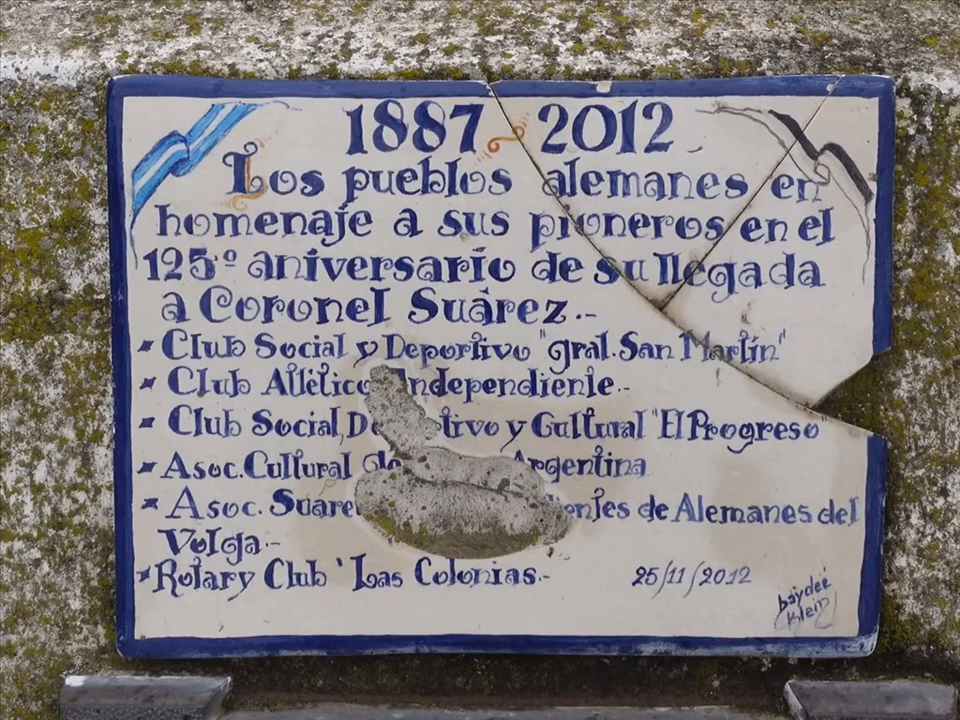 1887 ~ 2012
Los pueblos alemanes en
homenaje a sus pioneros en el
125º aniversario de su llegada
a Coronel Suárez.-
* Club Social y Deportivo "gral. San Martín"
* Club Atlètico Independiente.-
* Club Social, y Cultural "El Progreso
* Asoc. Cultural Argentina
* Asoc. de Alemanes del
Volga.-
* Rotary Club "Las Colonias.-
25/11/2012
haydee
Klein